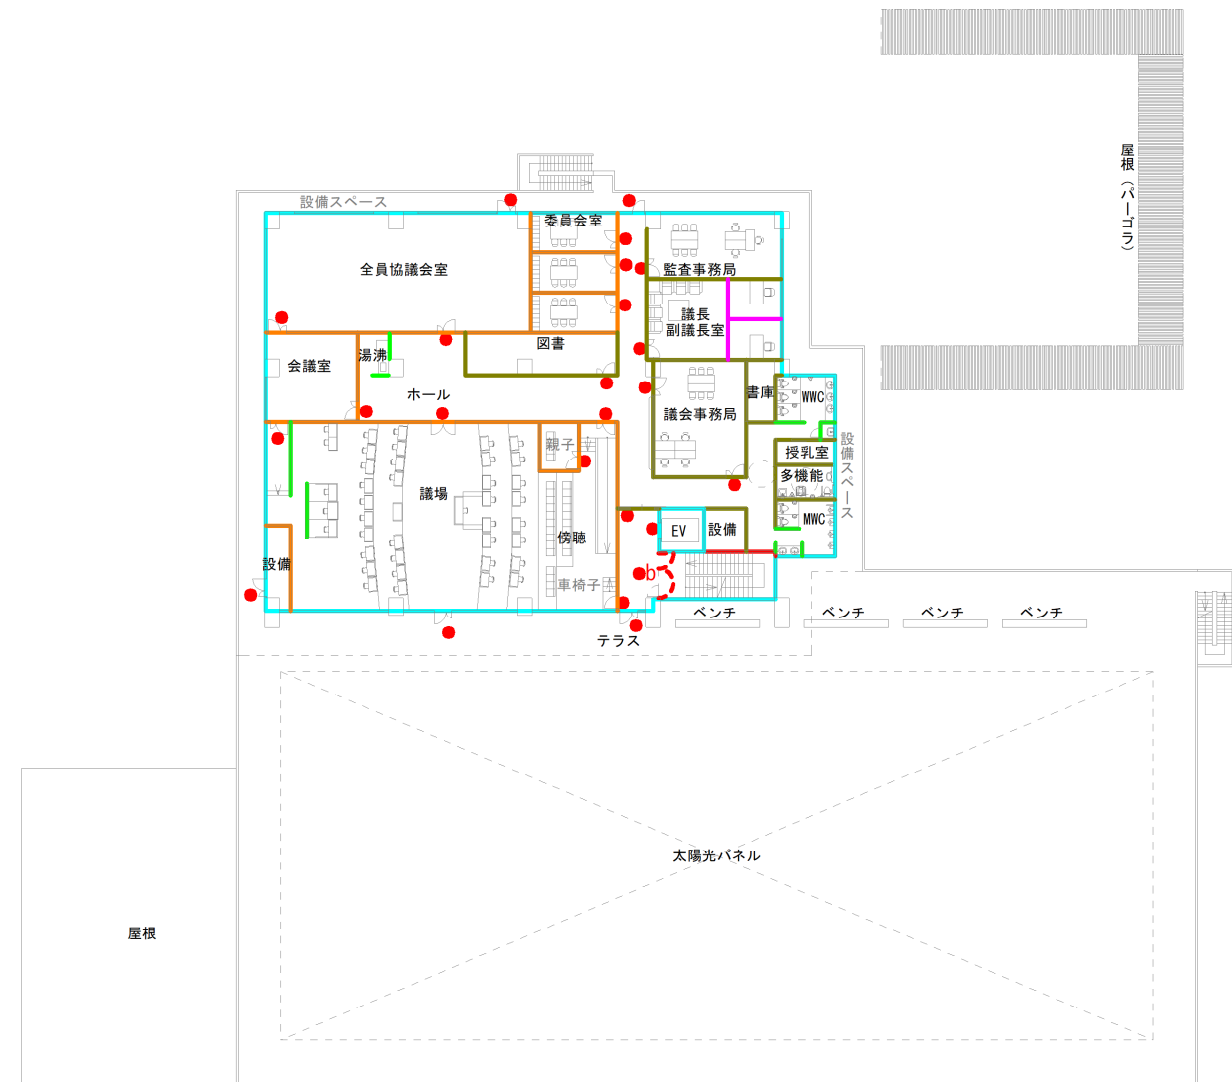 屋根（パーゴラ）
設備スペース
委員会室
全員協議会室
監査事務局
議長
副議長室
図書
湯沸
会議室
ホール
書庫
WWC
議会事務局
親子
授乳室
設備スペース
多機能
議場
MWC
EV
設備
傍聴
設備
b
車椅子
ベンチ
ベンチ
ベンチ
ベンチ
テラス
太陽光パネル
屋根